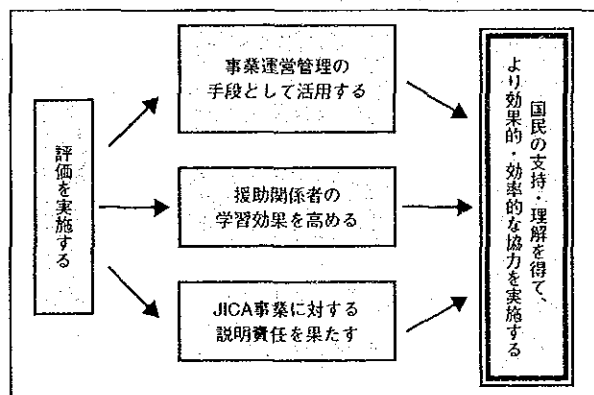 評価を実施する
事業運営管理の
手段として活用する
援助関係者の
学習効果を高める
JICA事業に対する
説明責任を果たす
国民の支持・理解を得て、
より効果的・効率的な協力を実施する